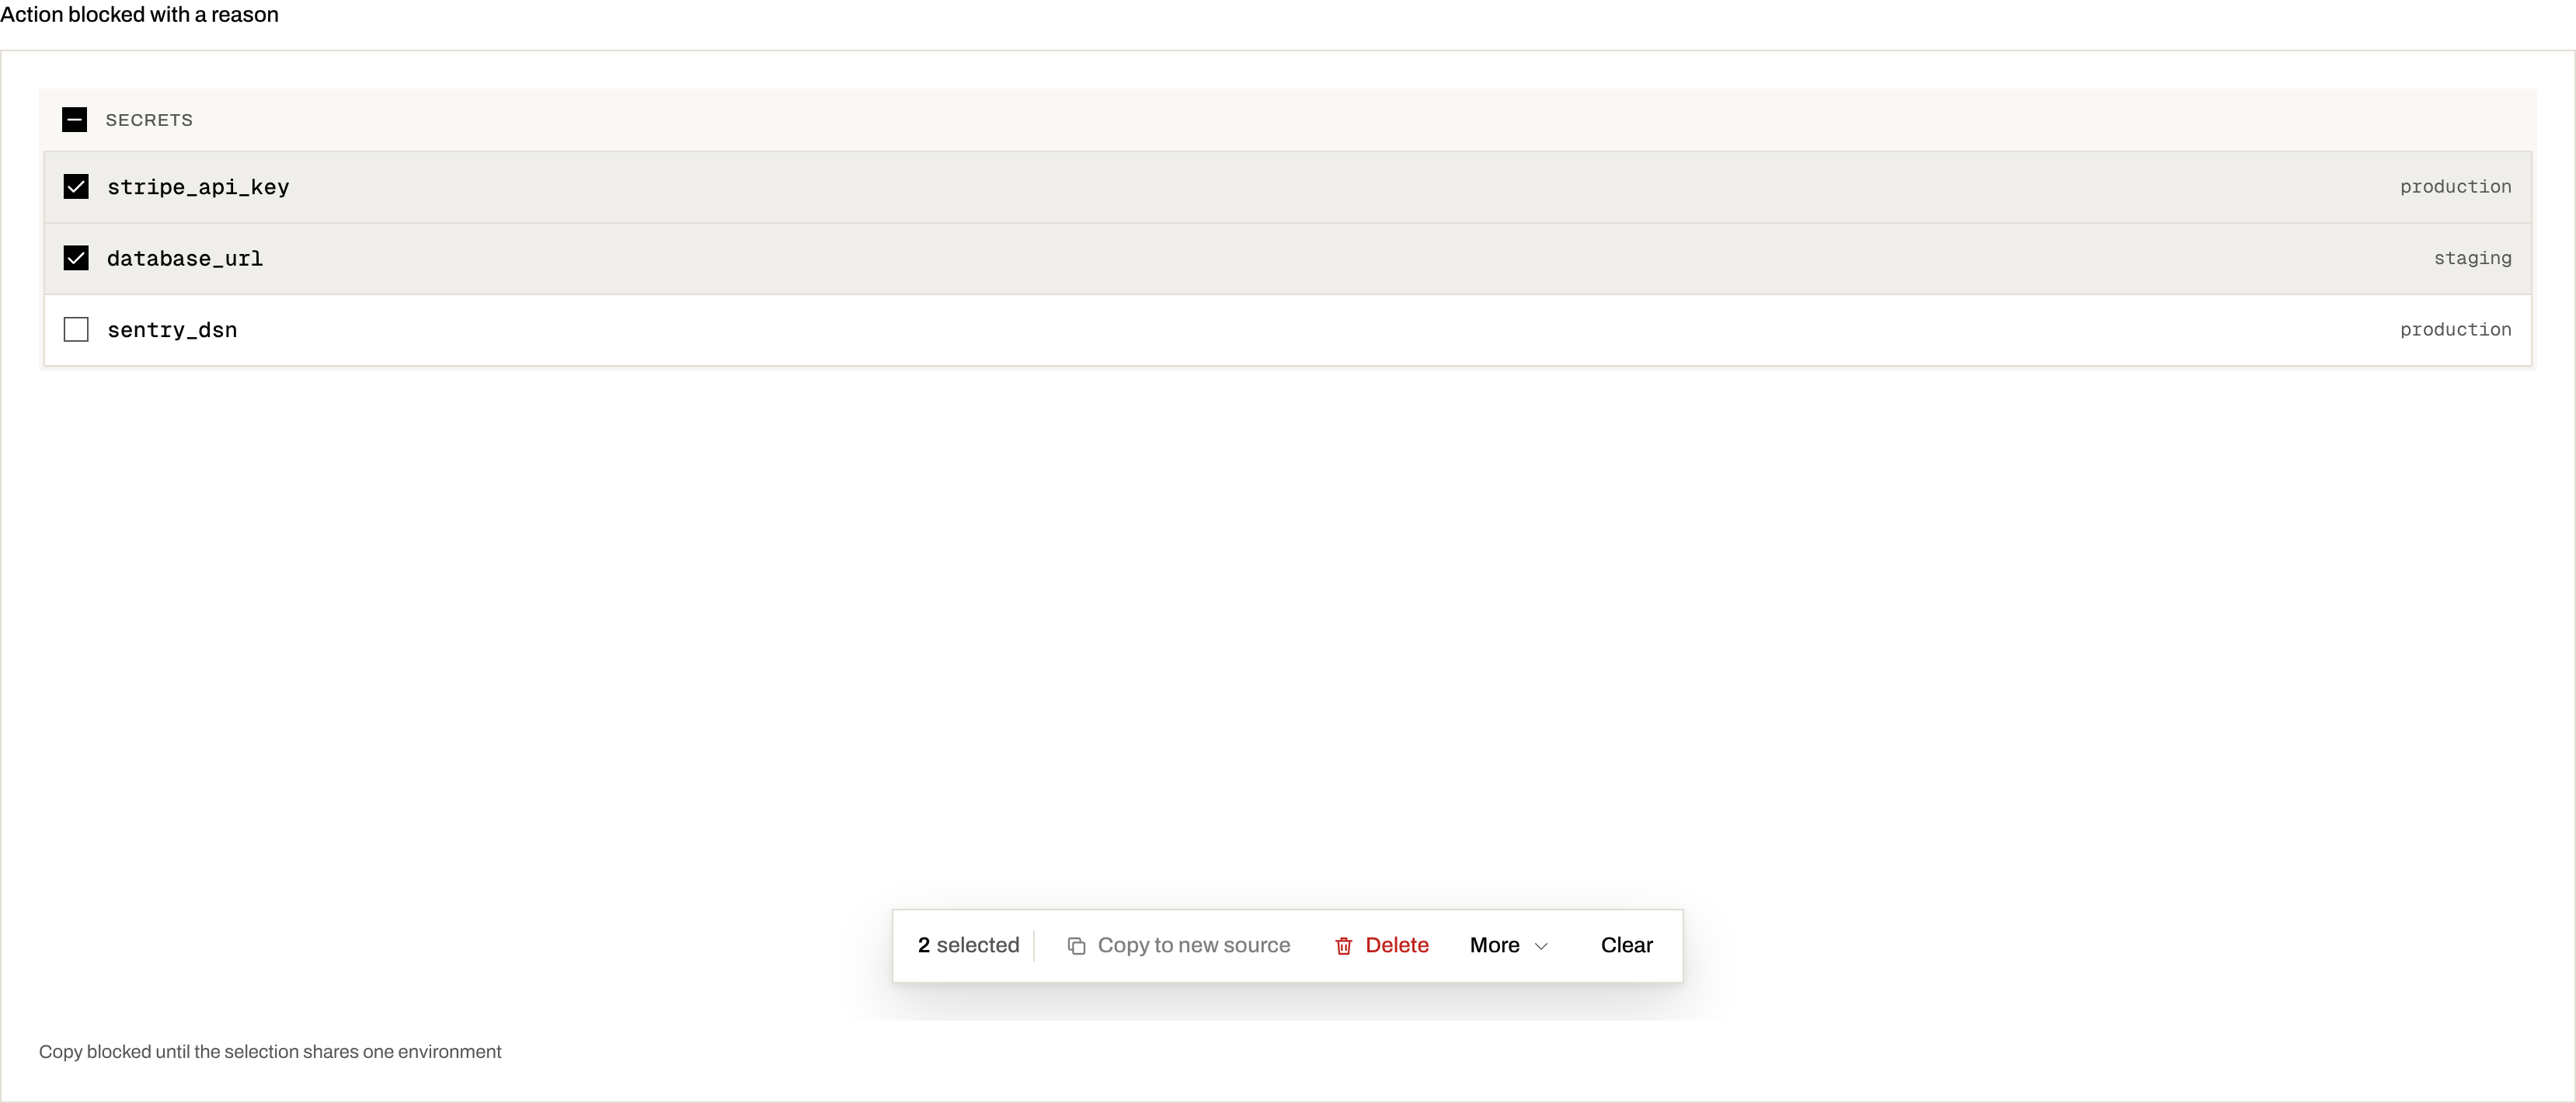 Action blocked with a reason
SECRETS
stripe_api_key production
database_url staging
sentry_dsn production
2 selected Copy to new source Delete More Clear
Copy blocked until the selection shares one environment